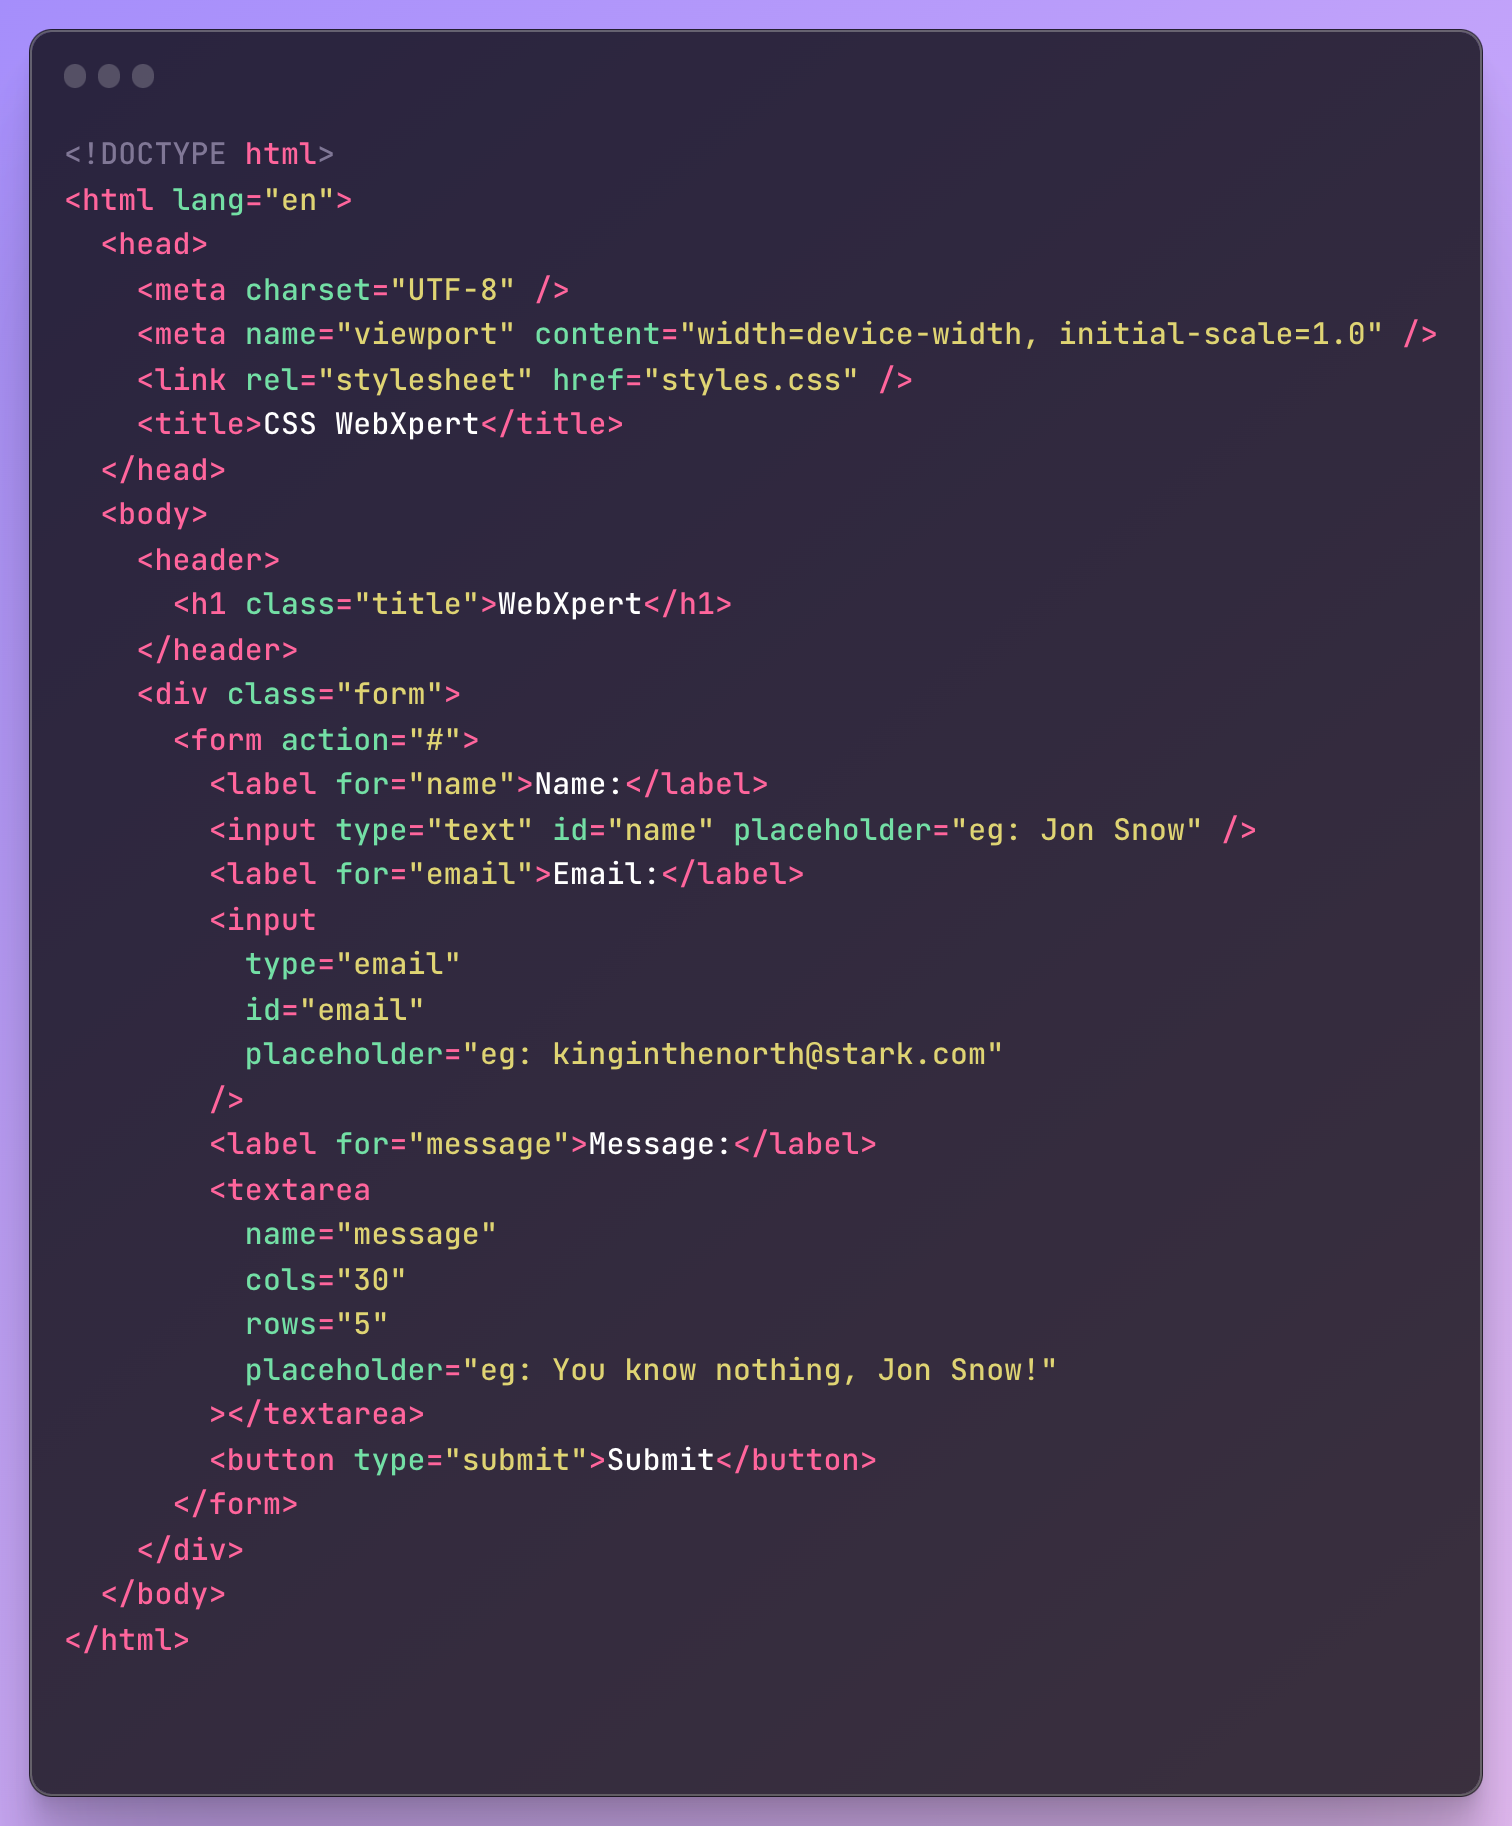 <!DOCTYPE html>
<html lang="en">
  <head>
    <meta charset="UTF-8" />
    <meta name="viewport" content="width=device-width, initial-scale=1.0" />
    <link rel="stylesheet" href="styles.css" />
    <title>CSS WebXpert</title>
  </head>
  <body>
    <header>
      <h1 class="title">WebXpert</h1>
    </header>
    <div class="form">
      <form action="#">
        <label for="name">Name:</label>
        <input type="text" id="name" placeholder="eg: Jon Snow" />
        <label for="email">Email:</label>
        <input
          type="email"
          id="email"
          placeholder="eg: kinginthenorth@stark.com"
        />
        <label for="message">Message:</label>
        <textarea
          name="message"
          cols="30"
          rows="5"
          placeholder="eg: You know nothing, Jon Snow!"
        ></textarea>
        <button type="submit">Submit</button>
      </form>
    </div>
  </body>
</html>